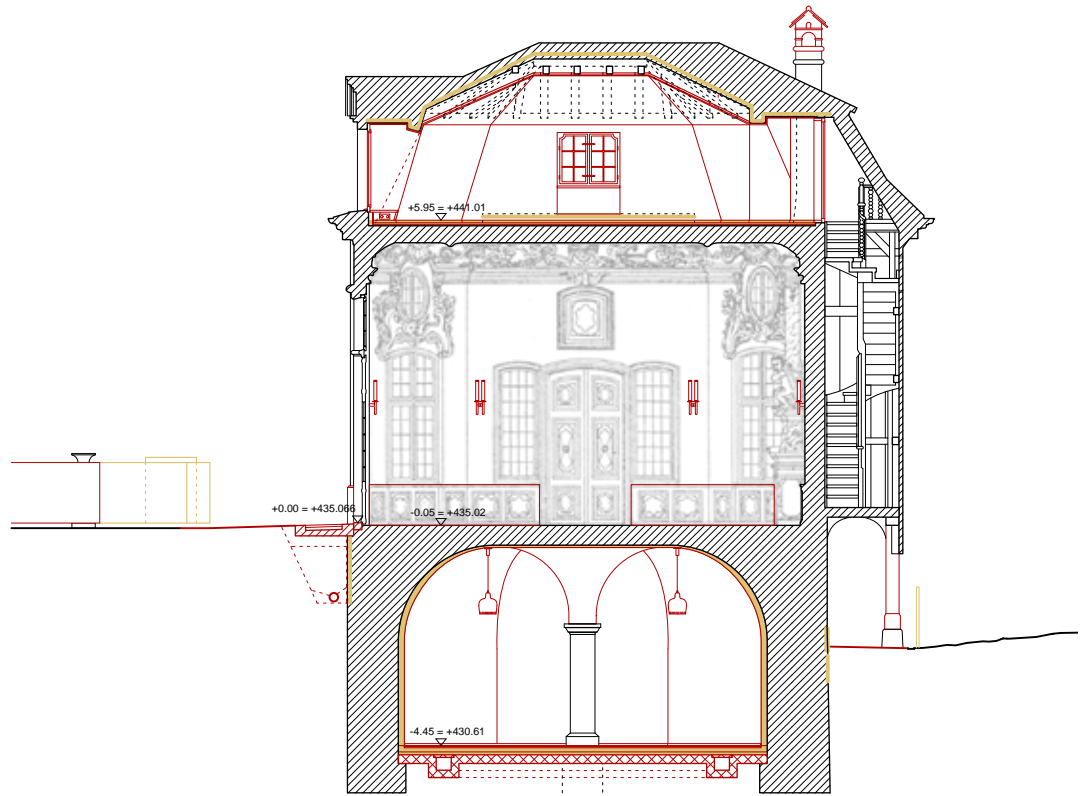 +5.95 = +441.01
+0.00 = +435.066
-0.05 = +435.02
-4.45 = +430.61